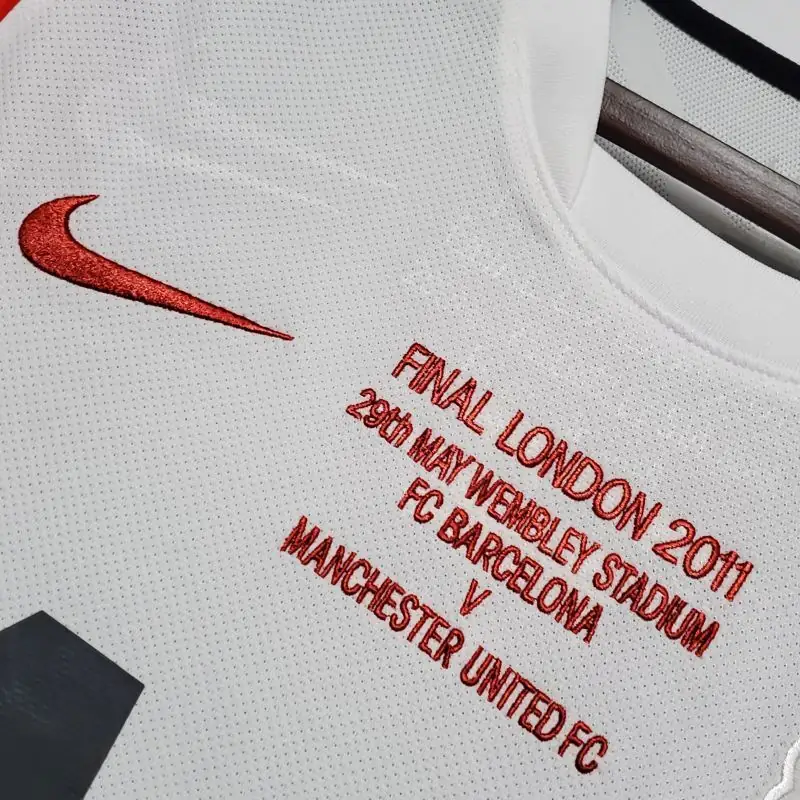 FINAL LONDON 2011
29th MAY WEMBLEY STADIUM
FC BARCELONA
V
MANCHESTER UNITED FC